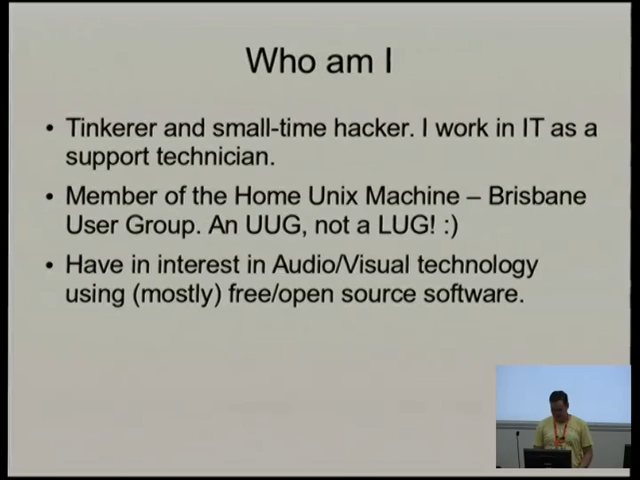 Who am I
• Tinkerer and small-time hacker. I work in IT as a
support technician.
• Member of the Home Unix Machine – Brisbane
User Group. An UUG, not a LUG! :)
• Have in interest in Audio/Visual technology
using (mostly) free/open source software.